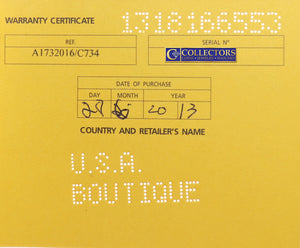 WARRANTY CERTIFICATE 1318166553
REF. SERIAL Nº
A1732016/C734 COLLECTORS
DATE OF PURCHASE
DAY MONTH YEAR
20 13
COUNTRY AND RETAILER'S NAME
U.S.A.
BOUTIQUE